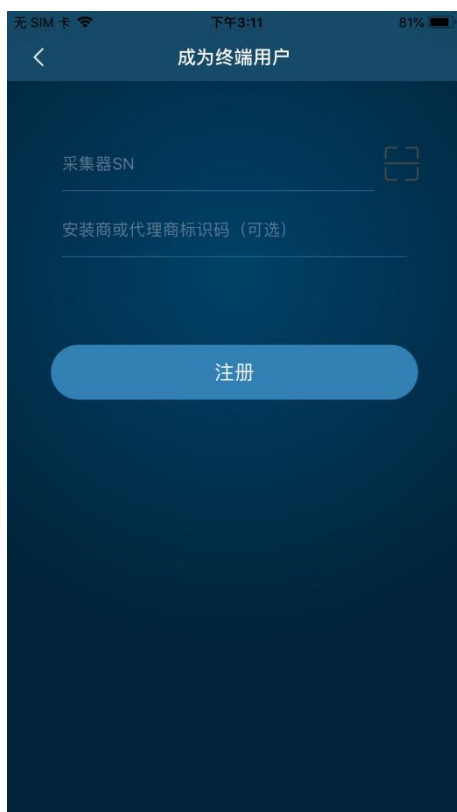 无 SIM 卡 下午3:11 81%
成为终端用户
采集器SN
安装商或代理商标识码（可选）
注册